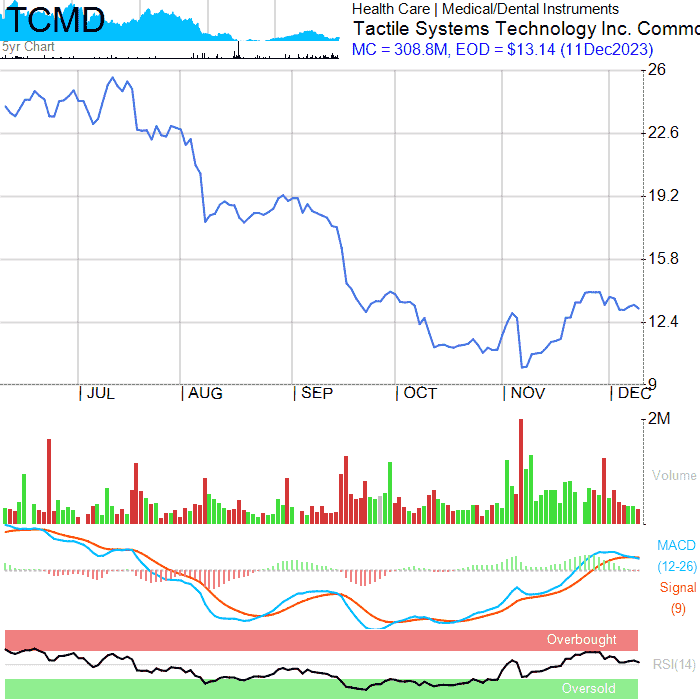 TCMD
5yr Chart
Health Care | Medical/Dental Instruments
Tactile Systems Technology Inc. Commo
MC = 308.8M, EOD = $13.14 (11Dec2023)
26
22.6
19.2
15.8
12.4
9
| JUL | AUG | SEP | OCT | NOV | DEC
2M
Volume
MACD
(12-26)
Signal
(9)
Overbought
RSI(14)
Oversold